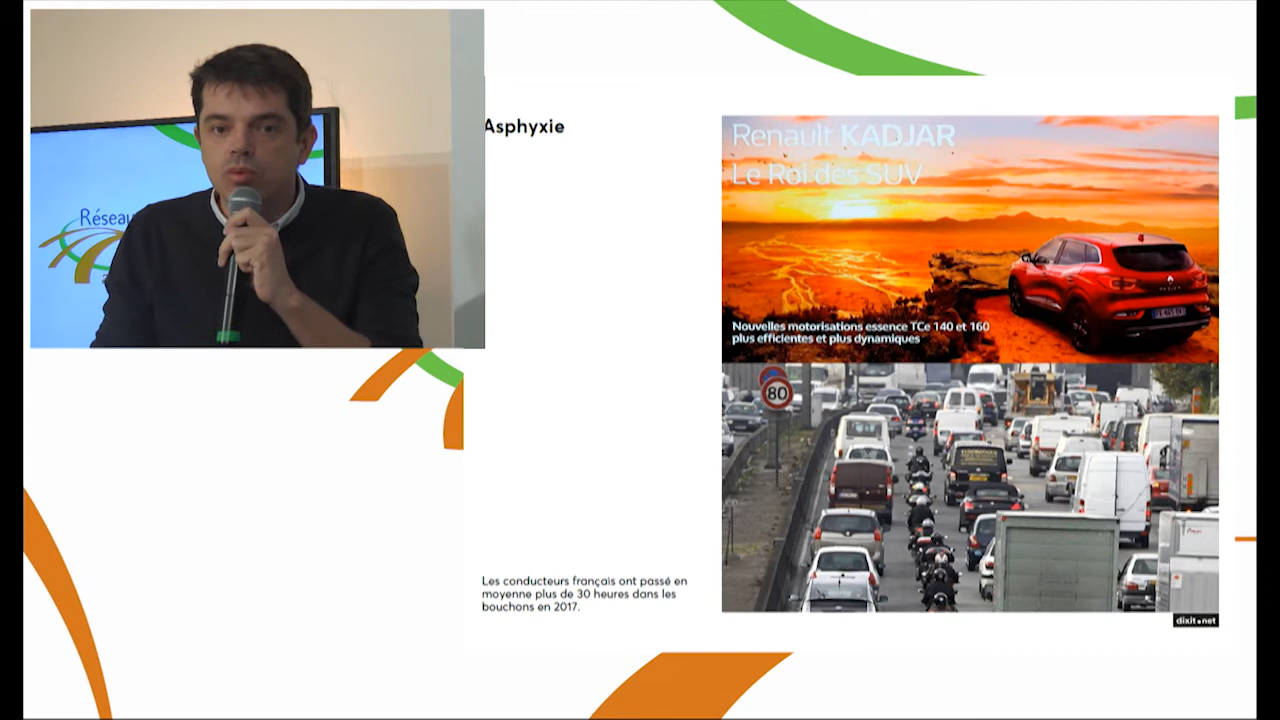 Réseau
Asphyxie
Renault KADJAR
Le Roi des SUV
Nouvelles motorisations essence TCe 140 et 160
plus efficientes et plus dynamiques
80
Les conducteurs français ont passé en
moyenne plus de 30 heures dans les
bouchons en 2017.
dixit.net